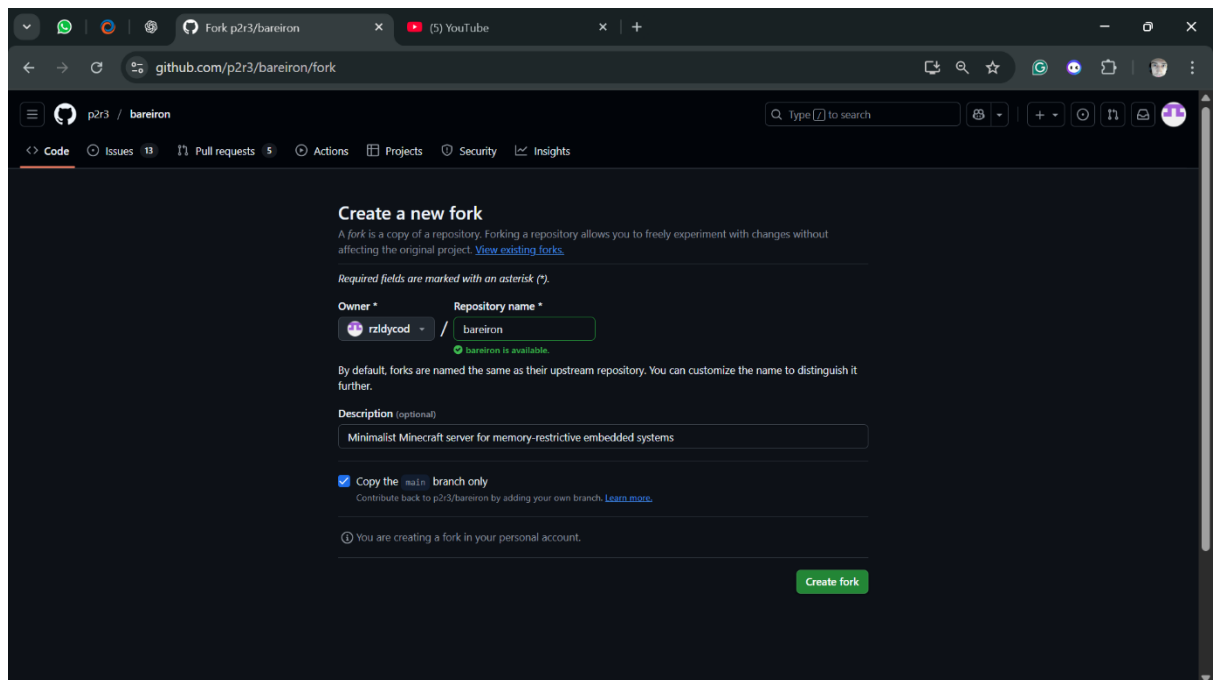 Fork p2r3/bareiron
(5) YouTube
github.com/p2r3/bareiron/fork
p2r3 / bareiron
Type / to search
Code
Issues 13
Pull requests 5
Actions
Projects
Security
Insights
Create a new fork
A fork is a copy of a repository. Forking a repository allows you to freely experiment with changes without
affecting the original project. View existing forks.
Required fields are marked with an asterisk (*).
Owner *
Repository name *
rzldycod / bareiron
bareiron is available.
By default, forks are named the same as their upstream repository. You can customize the name to distinguish it
further.
Description (optional)
Minimalist Minecraft server for memory-restrictive embedded systems
Copy the main branch only
Contribute back to p2r3/bareiron by adding your own branch. Learn more.
You are creating a fork in your personal account.
Create fork